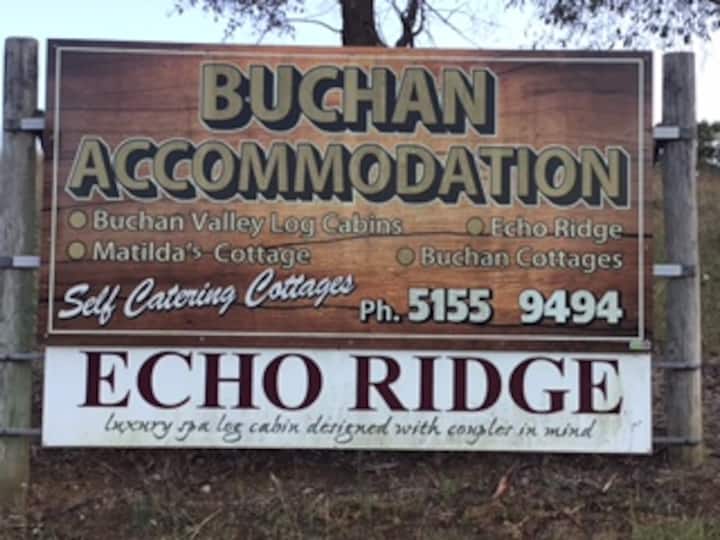 BUCHAN
ACCOMMODATION
Buchan Valley Log Cabins Echo Ridge
Matilda's Cottage Buchan Cottages
Self Catering Cottages Ph. 5155 9494
ECHO RIDGE
luxury spa log cabin designed with couples in mind